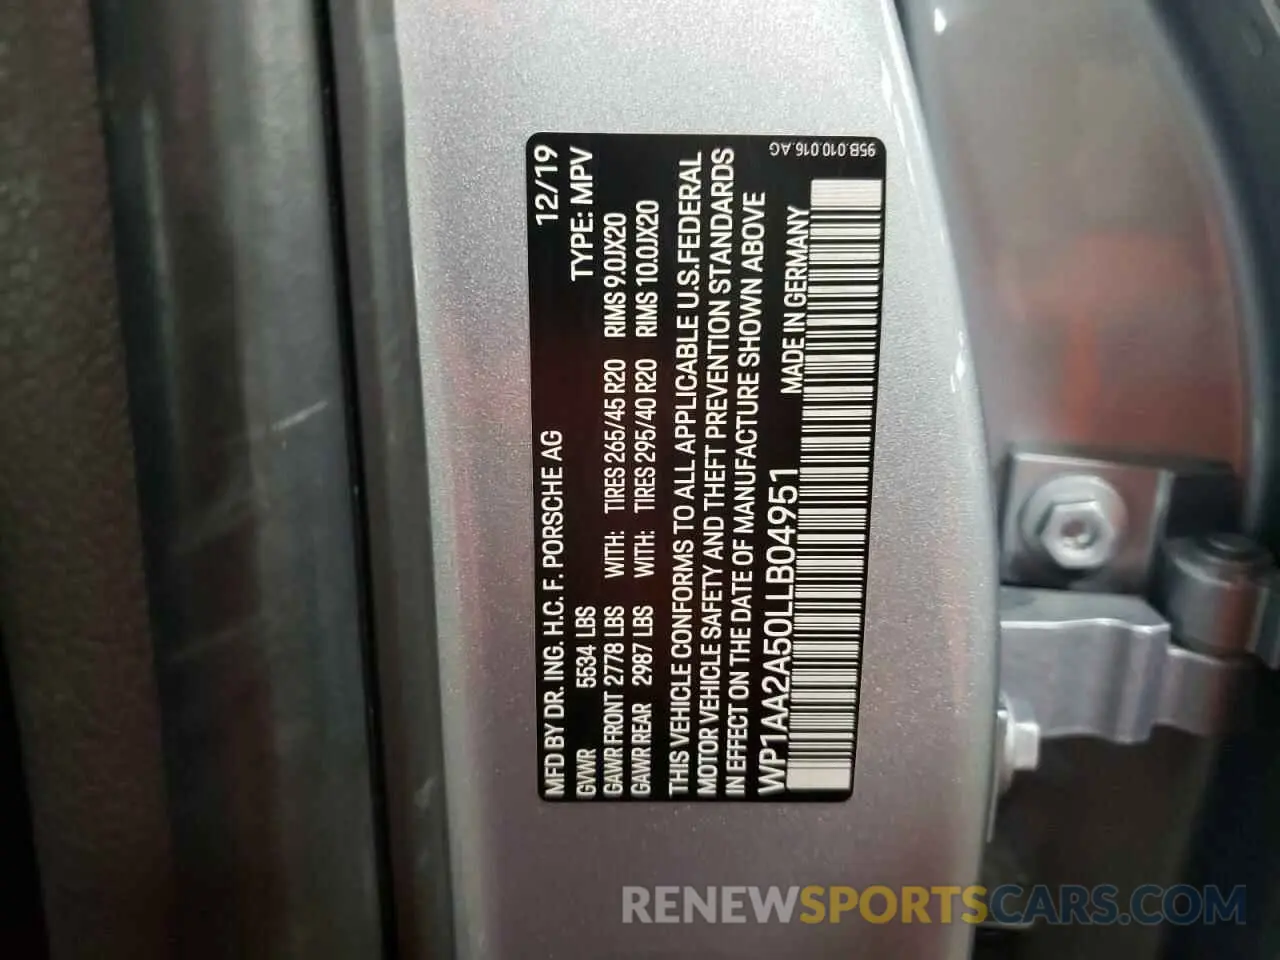 MFD BY DR. ING. H.C. F. PORSCHE AG 12/19
GVWR 5534 LBS TYPE: MPV
GAWR FRONT 2778 LBS WITH: TIRES 265/45 R20 RIMS 9.0JX20
GAWR REAR 2987 LBS WITH: TIRES 295/40 R20 RIMS 10.0JX20
THIS VEHICLE CONFORMS TO ALL APPLICABLE U.S.FEDERAL
MOTOR VEHICLE SAFETY AND THEFT PREVENTION STANDARDS
IN EFFECT ON THE DATE OF MANUFACTURE SHOWN ABOVE
WP1AA2A50LLB04951 MADE IN GERMANY
95B.010.016.AG
RENEWSPORTSCARS.COM